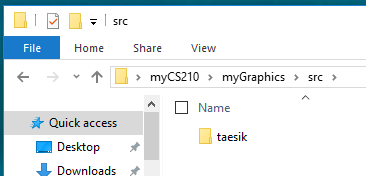 src
File Home Share View
myCS210 myGraphics src
Quick access Name
Desktop taesik
Downloads